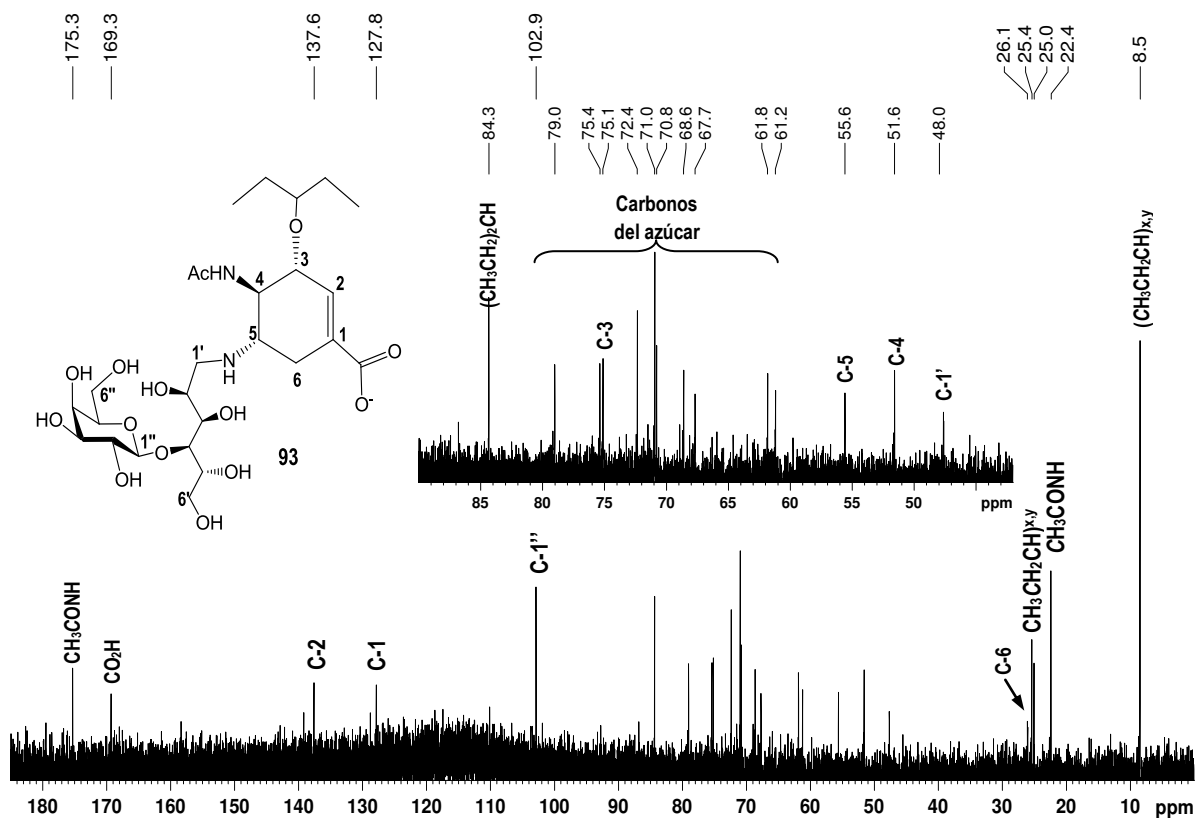 175.3
169.3
137.6
127.8
102.9
26.1
25.4
25.0
22.4
8.5
84.3
79.0
75.4
75.1
72.4
71.0
70.8
68.6
67.7
61.8
61.2
55.6
51.6
48.0
(CH₃CH₂)₂CH
Carbonos
del azúcar
C-3
C-5
C-4
C-1'
(CH₃CH₂CH)x,y
O
AcHN
3
4
2
5
1
6
1'
N
H
O
O⁻
OH
OH
6''
HO
HO
OH
O
HO
1''
O
OH
OH
OH
6'
OH
93
85 80 75 70 65 60 55 50 ppm
CH₃CONH
CO₂H
C-2
C-1
C-1''
C-6
CH₃CH₂CH)x,y
CH₃CONH
180 170 160 150 140 130 120 110 100 90 80 70 60 50 40 30 20 10 ppm